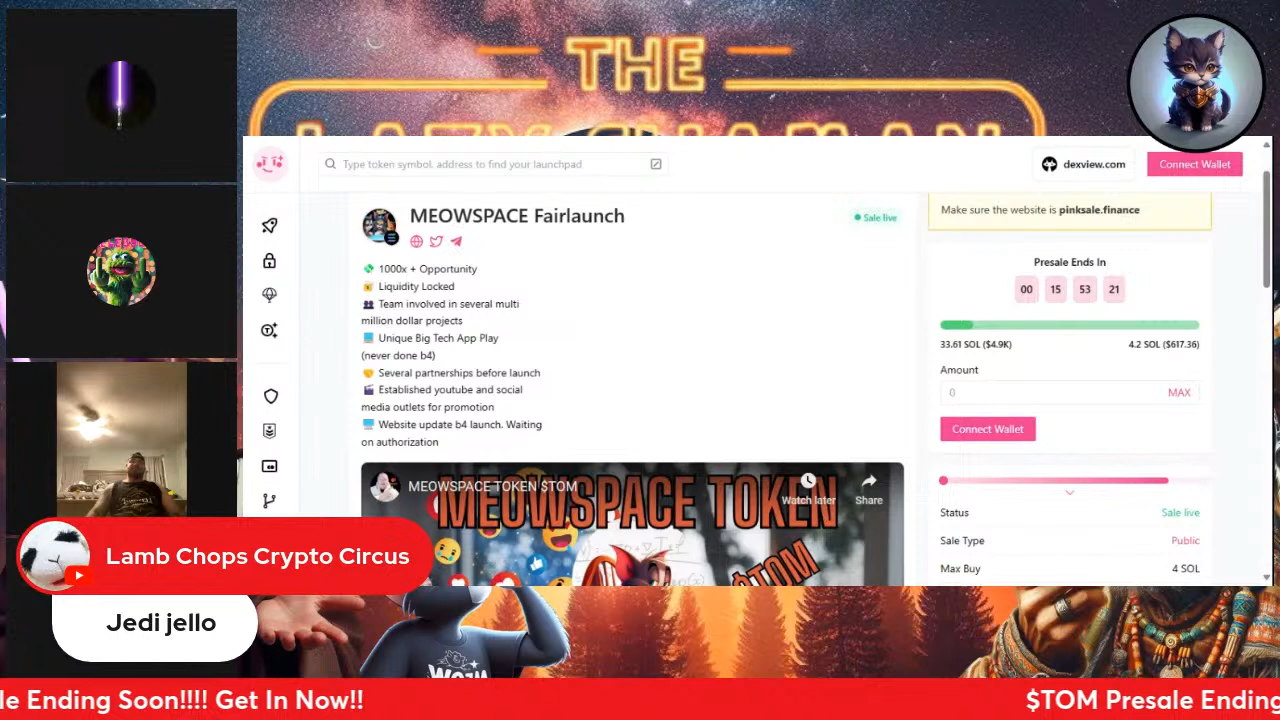 THE
LAZY SHAMAN
Type token symbol, address to find your launchpad
dexview.com
Connect Wallet
MEOWSPACE Fairlaunch
Sale live
1000x + Opportunity
Liquidity Locked
Team involved in several multi
million dollar projects
Unique Big Tech App Play
(never done b4)
Several partnerships before launch
Established youtube and social
media outlets for promotion
Website update b4 launch. Waiting
on authorization
MEOWSPACE TOKEN $TOM
MEOWSPACE TOKEN
$TOM
Watch later
Share
Make sure the website is pinksale.finance
Presale Ends In
00 15 53 21
33.61 SOL ($4.9K) 4.2 SOL ($617.36)
Amount
0 MAX
Connect Wallet
Status Sale live
Sale Type Public
Max Buy 4 SOL
Lamb Chops Crypto Circus
Jedi jello
le Ending Soon!!!! Get In Now!! $TOM Presale Ending